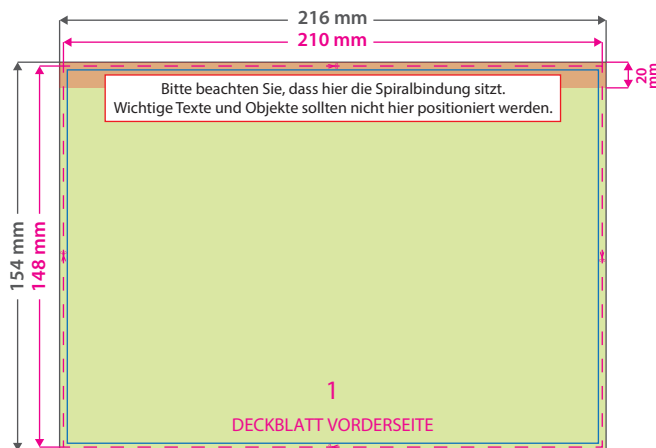 216 mm
210 mm
20 mm
Bitte beachten Sie, dass hier die Spiralbindung sitzt.
Wichtige Texte und Objekte sollten nicht hier positioniert werden.
154 mm
148 mm
1
DECKBLATT VORDERSEITE